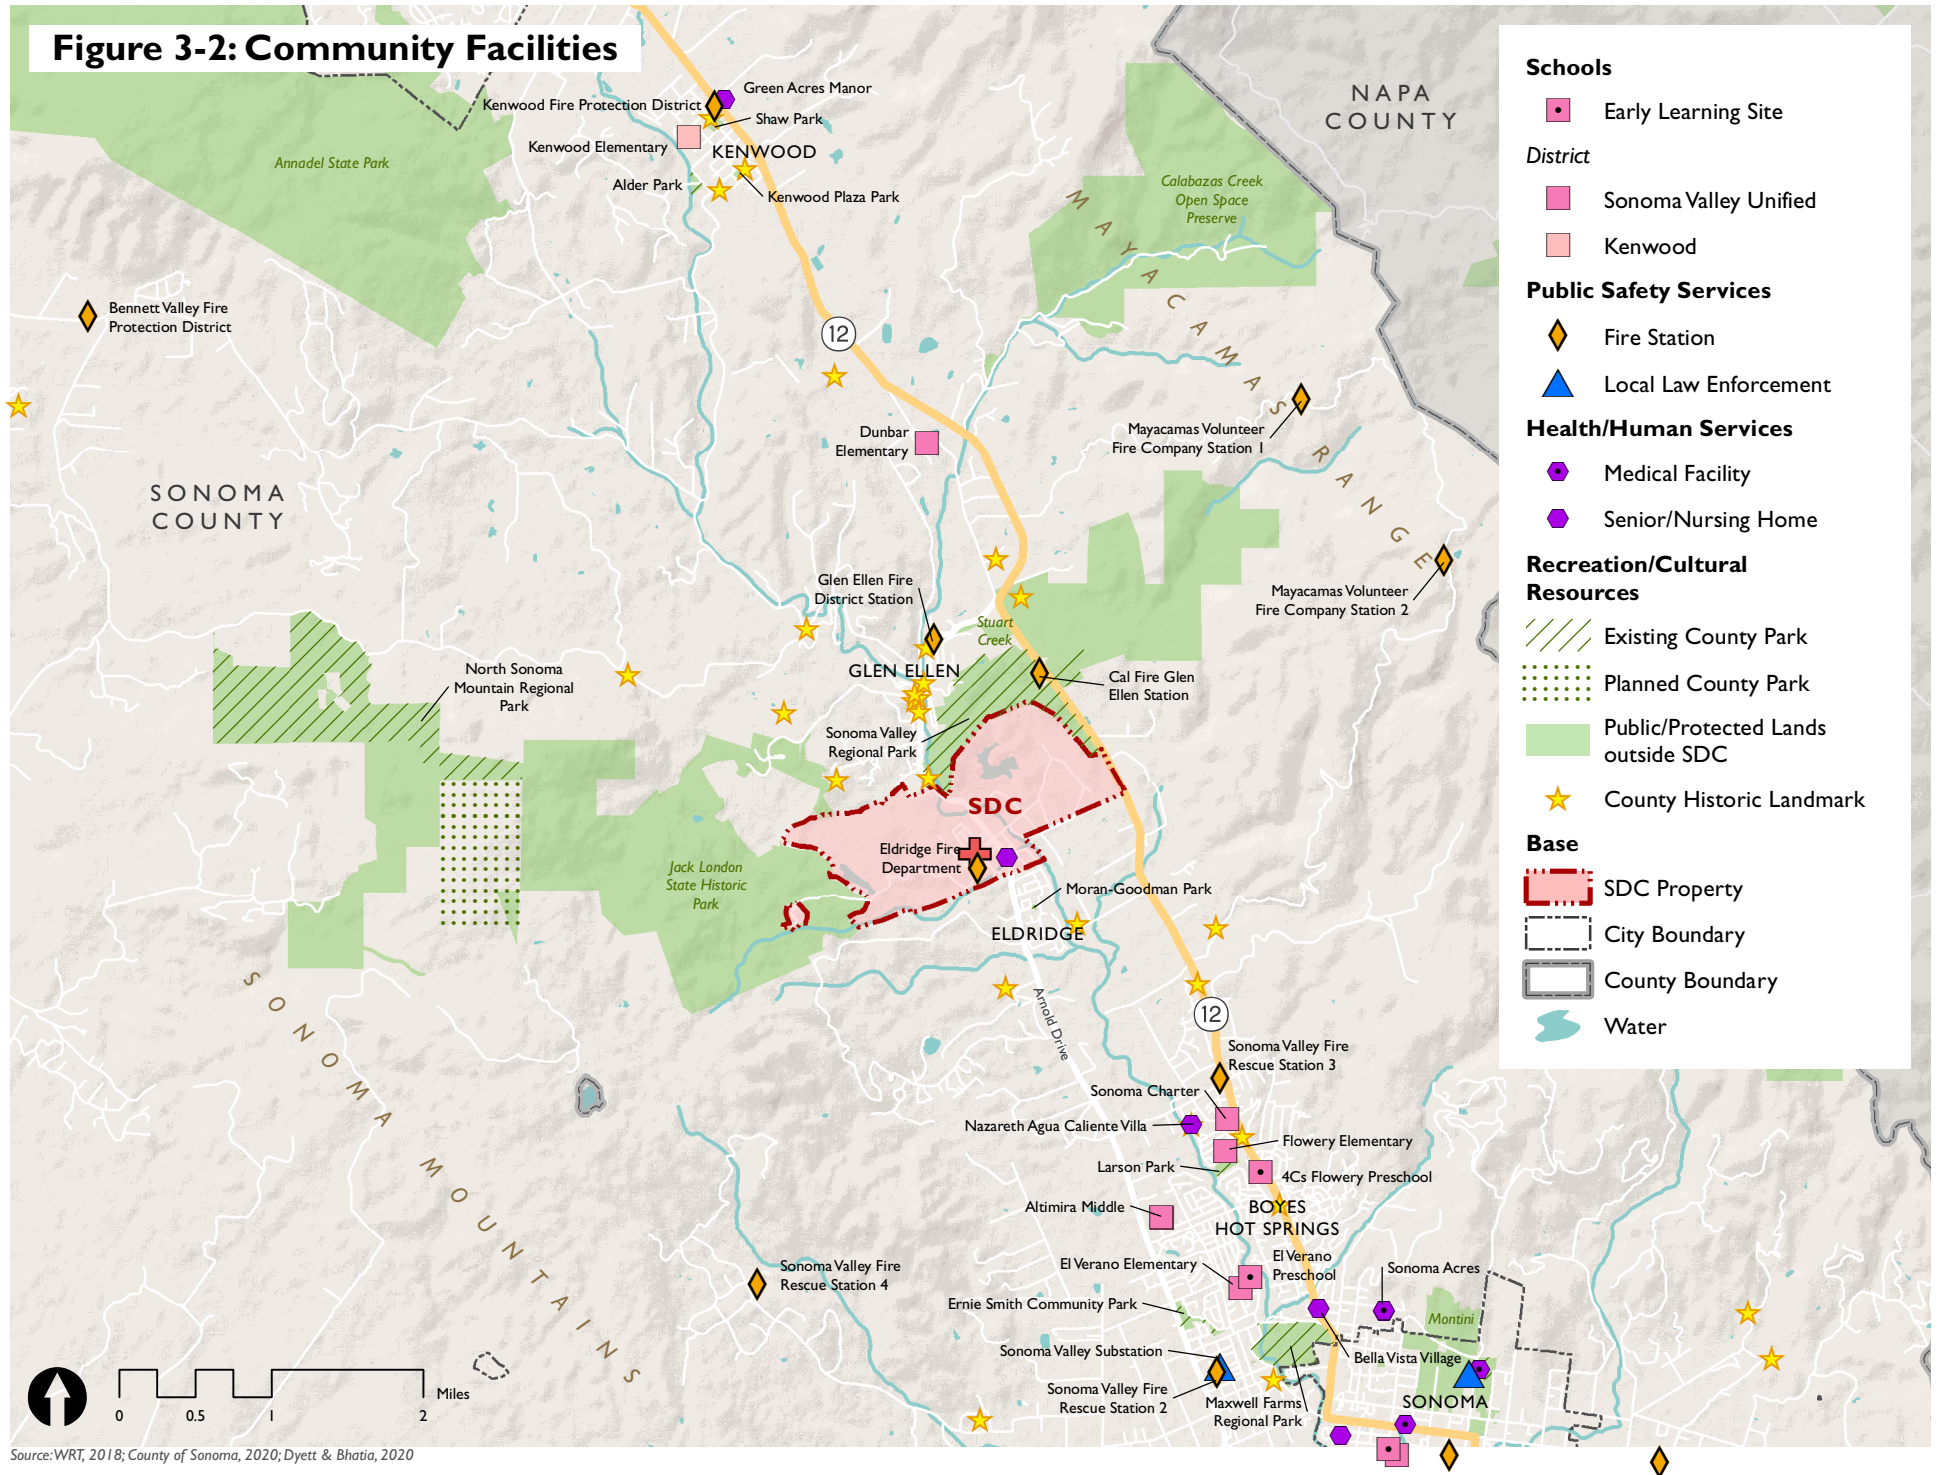 Figure 3-2: Community Facilities
NAPA
COUNTY
Green Acres Manor
Kenwood Fire Protection District
Shaw Park
Kenwood Elementary
KENWOOD
Alder Park
Kenwood Plaza Park
Annadel State Park
Calabazas Creek
Open Space
Preserve
MAYACAMAS RANGE
Bennett Valley Fire
Protection District
12
Dunbar
Elementary
Mayacamas Volunteer
Fire Company Station 1
SONOMA
COUNTY
Glen Ellen Fire
District Station
Mayacamas Volunteer
Fire Company Station 2
Stuart
Creek
GLEN ELLEN
North Sonoma
Mountain Regional
Park
Cal Fire Glen
Ellen Station
Sonoma Valley
Regional Park
SDC
Eldridge Fire
Department
Jack London
State Historic
Park
Moran-Goodman Park
ELDRIDGE
Arnold Drive
12
SONOMA MOUNTAINS
Sonoma Valley Fire
Rescue Station 3
Sonoma Charter
Nazareth Agua Caliente Villa
Flowery Elementary
Larson Park
4Cs Flowery Preschool
Altimira Middle
BOYES
HOT SPRINGS
El Verano
Preschool
El Verano Elementary
Sonoma Acres
Sonoma Valley Fire
Rescue Station 4
Ernie Smith Community Park
Montini
Sonoma Valley Substation
Bella Vista Village
Sonoma Valley Fire
Rescue Station 2
Maxwell Farms
Regional Park
SONOMA
0
0.5
1
2
Miles
Source: WRT, 2018; County of Sonoma, 2020; Dyett & Bhatia, 2020
Schools
Early Learning Site
District
Sonoma Valley Unified
Kenwood
Public Safety Services
Fire Station
Local Law Enforcement
Health/Human Services
Medical Facility
Senior/Nursing Home
Recreation/Cultural
Resources
Existing County Park
Planned County Park
Public/Protected Lands
outside SDC
County Historic Landmark
Base
SDC Property
City Boundary
County Boundary
Water